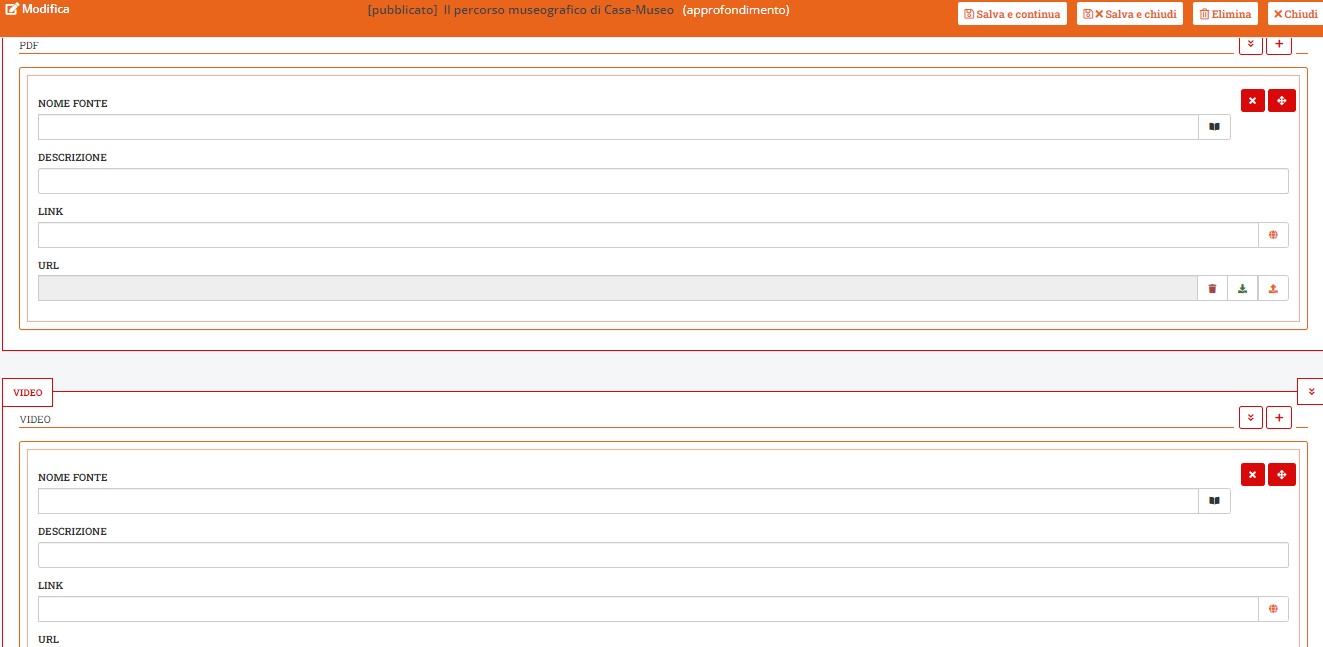 Modifica
[pubblicato] Il percorso museografico di Casa-Museo (approfondimento)
Salva e continua
Salva e chiudi
Elimina
Chiudi
PDF
NOME FONTE
DESCRIZIONE
LINK
URL
VIDEO
VIDEO
NOME FONTE
DESCRIZIONE
LINK
URL